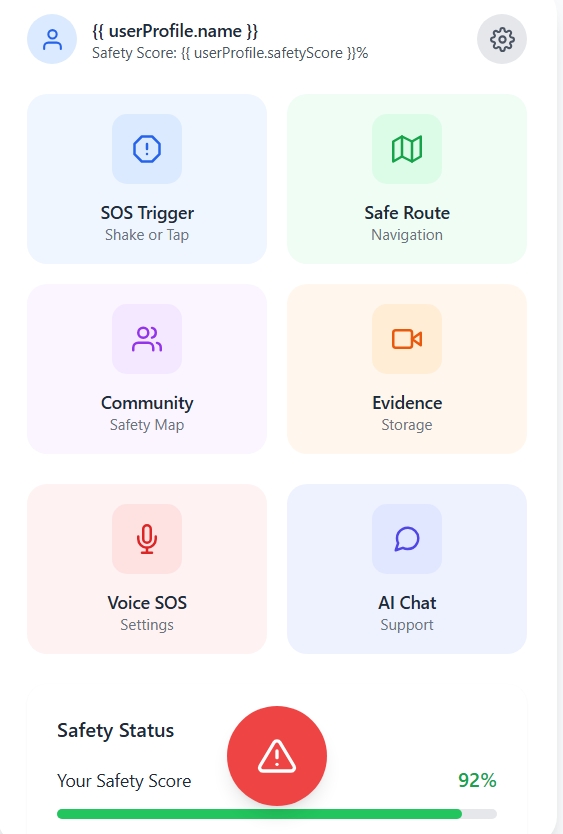 {{ userProfile.name }}
Safety Score: {{ userProfile.safetyScore }}%
SOS Trigger
Shake or Tap
Safe Route
Navigation
Community
Safety Map
Evidence
Storage
Voice SOS
Settings
AI Chat
Support
Safety Status
Your Safety Score
92%